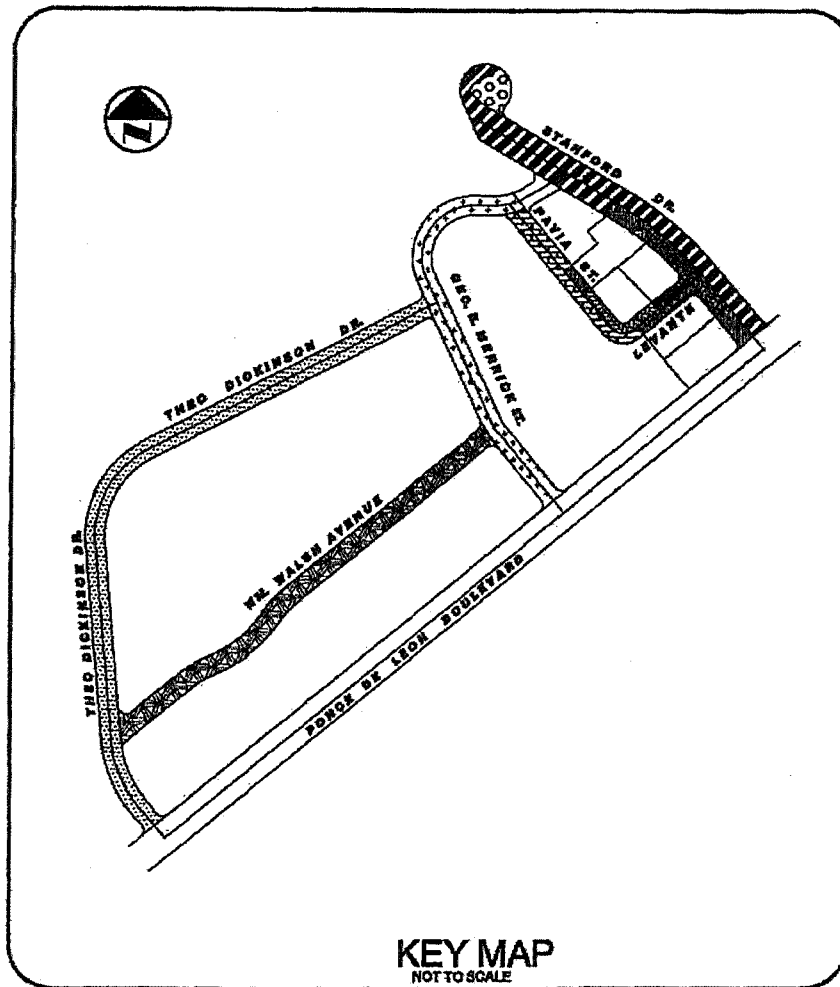 N
STANFORD DR.
PAVIA ST.
GEO. E. MERRICK ST.
LEVANTE
THEO DICKINSON DR.
THEO DICKINSON DR.
WM. WALSH AVENUE
PONCE DE LEON BOULEVARD
KEY MAP
NOT TO SCALE